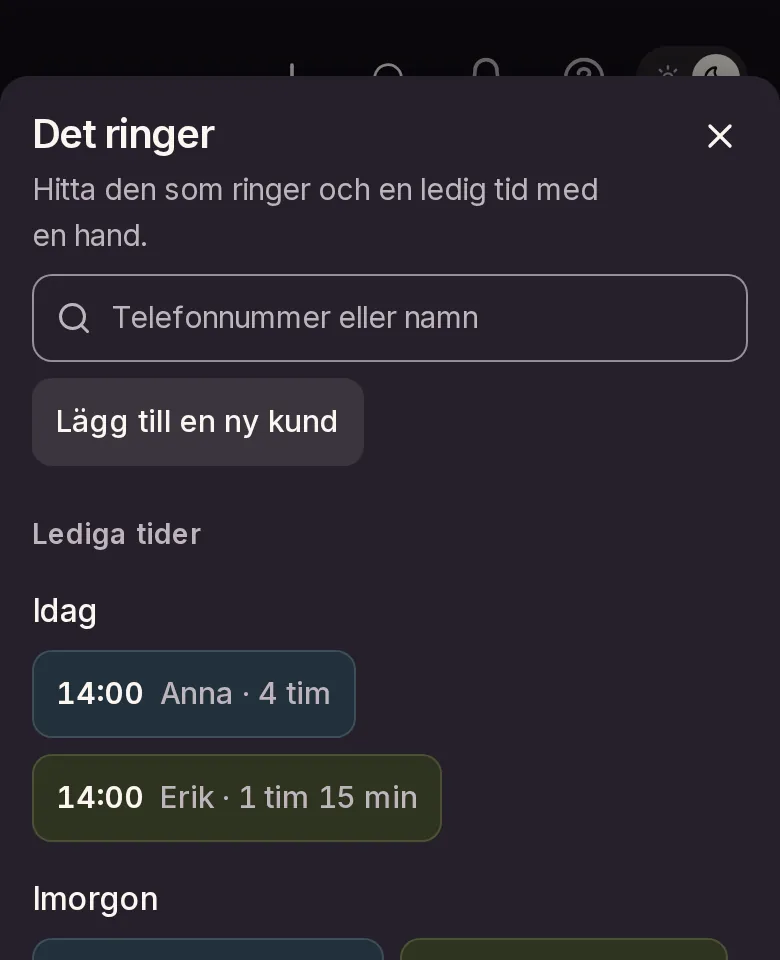 Det ringer
Hitta den som ringer och en ledig tid med
en hand.
Telefonnummer eller namn
Lägg till en ny kund
Lediga tider
Idag
14:00 Anna · 4 tim
14:00 Erik · 1 tim 15 min
Imorgon